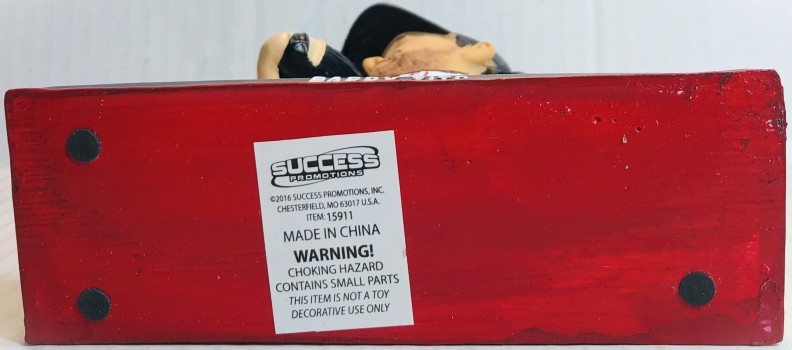 SUCCESS
PROMOTIONS
©2016 SUCCESS PROMOTIONS, INC.
CHESTERFIELD, MO 63017 U.S.A.
ITEM: 15911
MADE IN CHINA
WARNING!
CHOKING HAZARD
CONTAINS SMALL PARTS
THIS ITEM IS NOT A TOY
DECORATIVE USE ONLY